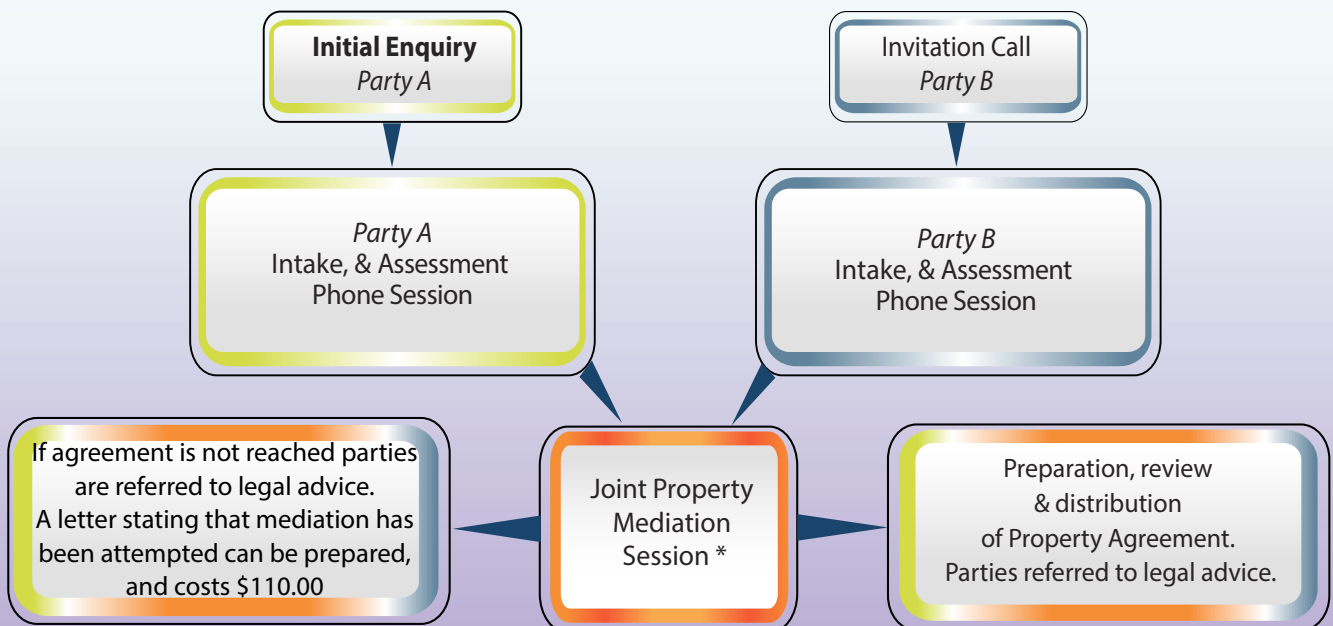 Initial Enquiry
Party A
Invitation Call
Party B
Party A
Intake, & Assessment
Phone Session
Party B
Intake, & Assessment
Phone Session
If agreement is not reached parties
are referred to legal advice.
A letter stating that mediation has
been attempted can be prepared,
and costs $110.00
Joint Property
Mediation
Session *
Preparation, review
& distribution
of Property Agreement.
Parties referred to legal advice.